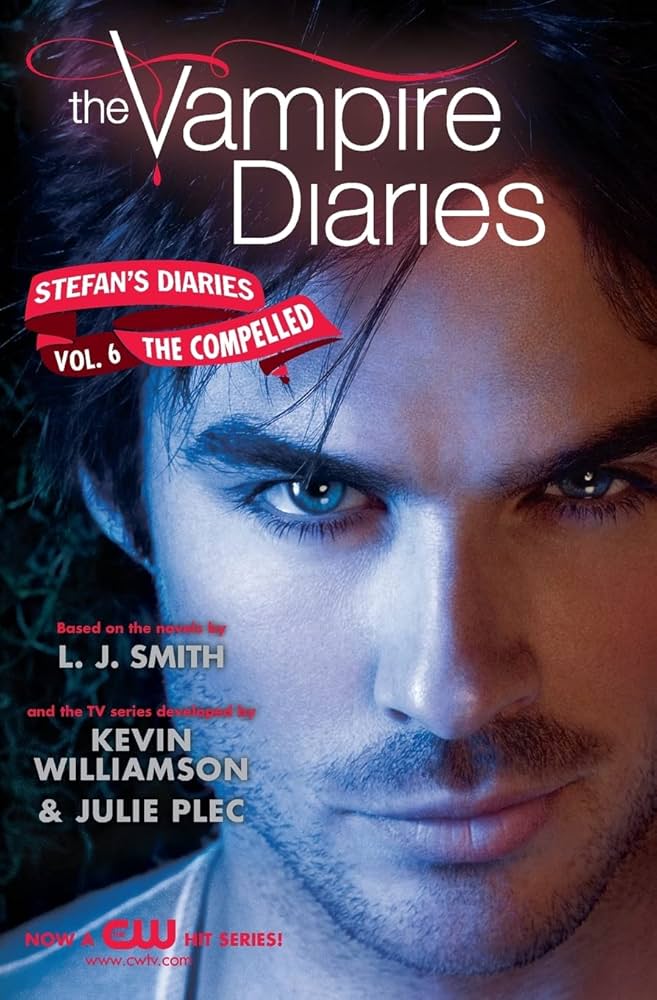 the Vampire
Diaries
STEFAN'S DIARIES
VOL. 6 THE COMPELLED
Based on the novels by
L. J. SMITH
and the TV series developed by
KEVIN
WILLIAMSON
& JULIE PLEC
NOW A THE CW HIT SERIES!
www.cwtv.com